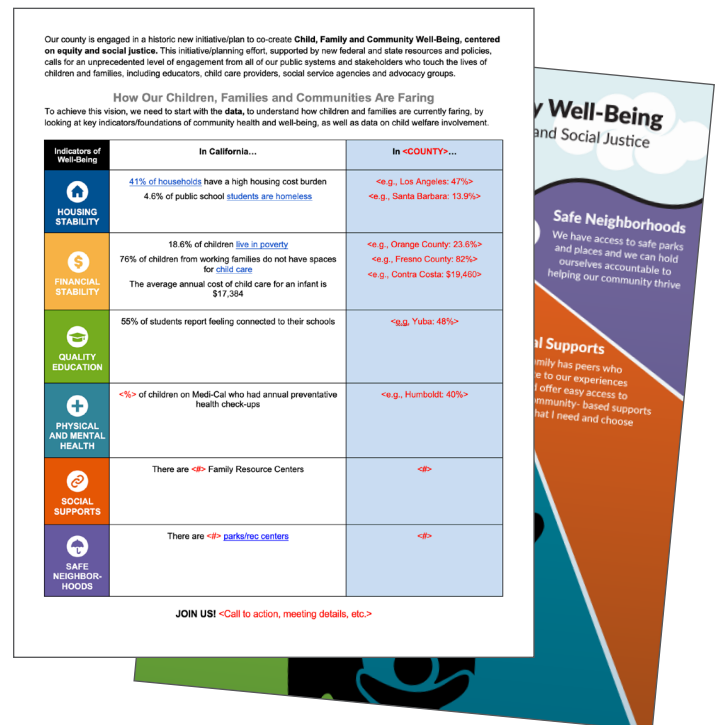 Our county is engaged in a historic new initiative/plan to co-create Child, Family and Community Well-Being, centered
on equity and social justice. This initiative/planning effort, supported by new federal and state resources and policies,
calls for an unprecedented level of engagement from all of our public systems and stakeholders who touch the lives of
children and families, including educators, child care providers, social service agencies and advocacy groups.
How Our Children, Families and Communities Are Faring
To achieve this vision, we need to start with the data, to understand how children and families are currently faring, by
looking at key indicators/foundations of community health and well-being, as well as data on child welfare involvement.
Indicators of
Well-Being
In California…
In <COUNTY>…
HOUSING
STABILITY
41% of households have a high housing cost burden
4.6% of public school students are homeless
<e.g., Los Angeles: 47%>
<e.g., Santa Barbara: 13.9%>
FINANCIAL
STABILITY
18.6% of children live in poverty
76% of children from working families do not have spaces
for child care
The average annual cost of child care for an infant is
$17,384
<e.g., Orange County: 23.6%>
<e.g., Fresno County: 82%>
<e.g., Contra Costa: $19,460>
QUALITY
EDUCATION
55% of students report feeling connected to their schools
<e.g, Yuba: 48%>
PHYSICAL
AND MENTAL
HEALTH
<%> of children on Medi-Cal who had annual preventative
health check-ups
<e.g., Humboldt: 40%>
SOCIAL
SUPPORTS
There are <#> Family Resource Centers
<#>
SAFE
NEIGHBOR-
HOODS
There are <#> parks/rec centers
<#>
JOIN US! <Call to action, meeting details, etc.>
y Well-Being
and Social Justice
Safe Neighborhoods
We have access to safe parks
and places and we can hold
ourselves accountable to
helping our community thrive
al Supports
mily has peers who
e to our experiences
d offer easy access to
mmunity- based supports
hat I need and choose